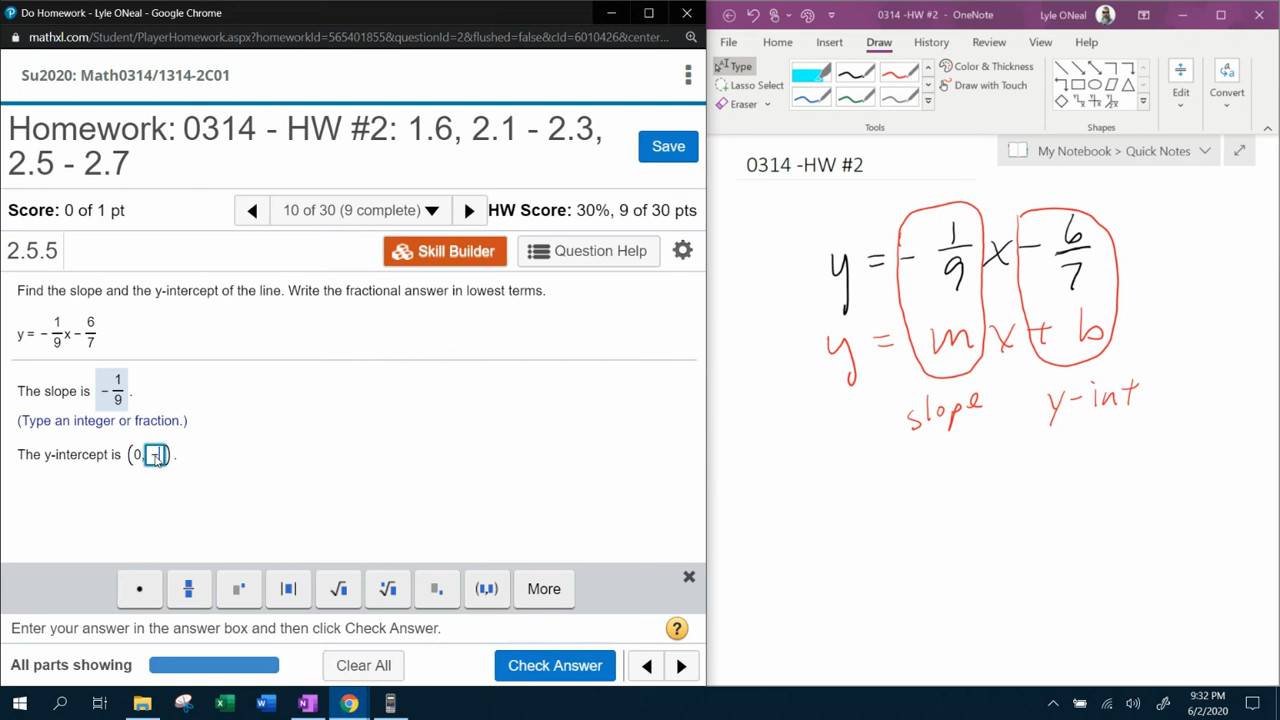 Do Homework - Lyle ONeal - Google Chrome
mathxl.com/Student/PlayerHomework.aspx?homeworkId=565401855&questionId=2&flushed=false&cId=6010426&center...
Su2020: Math0314/1314-2C01
Homework: 0314 - HW #2: 1.6, 2.1 - 2.3,
2.5 - 2.7
Save
Score: 0 of 1 pt
10 of 30 (9 complete)
HW Score: 30%, 9 of 30 pts
2.5.5
Skill Builder
Question Help
Find the slope and the y-intercept of the line. Write the fractional answer in lowest terms.
y = - 1/9 x - 6/7
The slope is - 1/9 .
(Type an integer or fraction.)
The y-intercept is (0, -) .
More
Enter your answer in the answer box and then click Check Answer.
?
All parts showing
Clear All
Check Answer
0314 -HW #2 - OneNote
Lyle ONeal
File Home Insert Draw History Review View Help
Type
Lasso Select
Eraser
Color & Thickness
Draw with Touch
Edit
Convert
Tools
Shapes
0314 -HW #2
My Notebook > Quick Notes
y = - 1/9 x - 6/7
y = m x + b
slope y-int
9:32 PM
6/2/2020